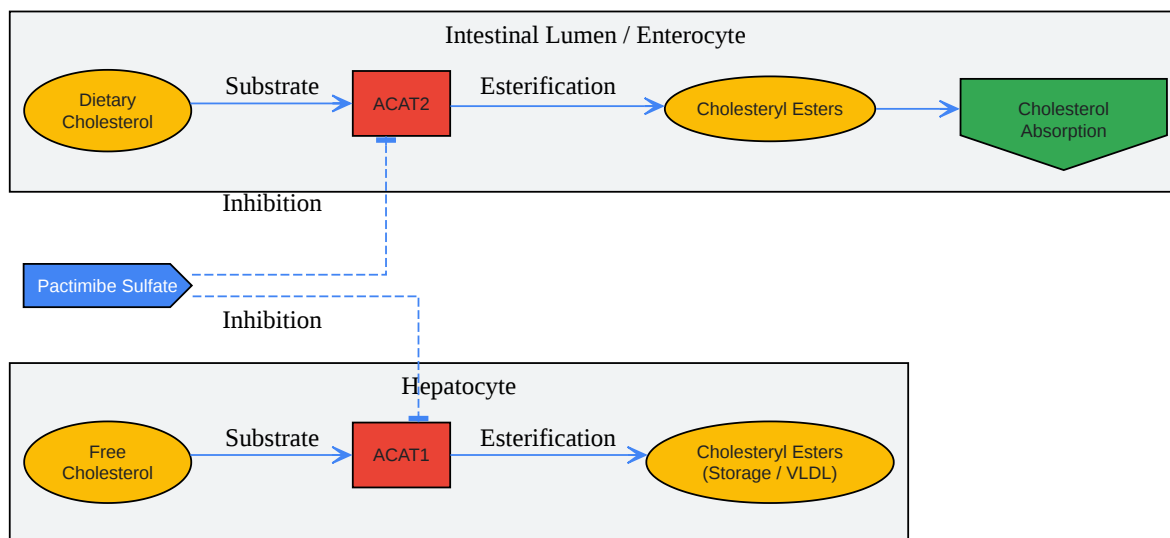 Intestinal Lumen / Enterocyte
Dietary
Cholesterol
Substrate
ACAT2
Esterification
Cholesteryl Esters
Cholesterol
Absorption
Inhibition
Pactimibe Sulfate
Inhibition
Hepatocyte
Free
Cholesterol
Substrate
ACAT1
Esterification
Cholesteryl Esters
(Storage / VLDL)